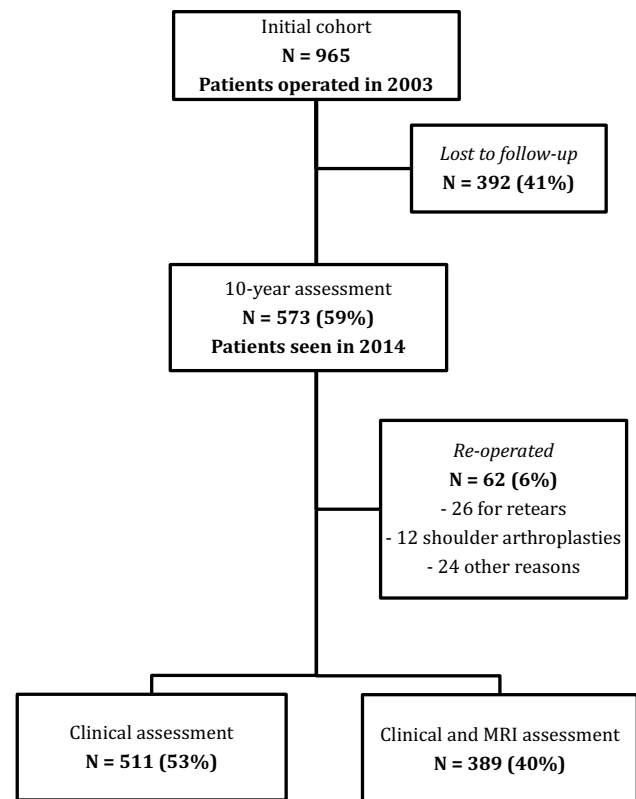 Initial cohort
N = 965
Patients operated in 2003
Lost to follow-up
N = 392 (41%)
10-year assessment
N = 573 (59%)
Patients seen in 2014
Re-operated
N = 62 (6%)
- 26 for retears
- 12 shoulder arthroplasties
- 24 other reasons
Clinical assessment
N = 511 (53%)
Clinical and MRI assessment
N = 389 (40%)